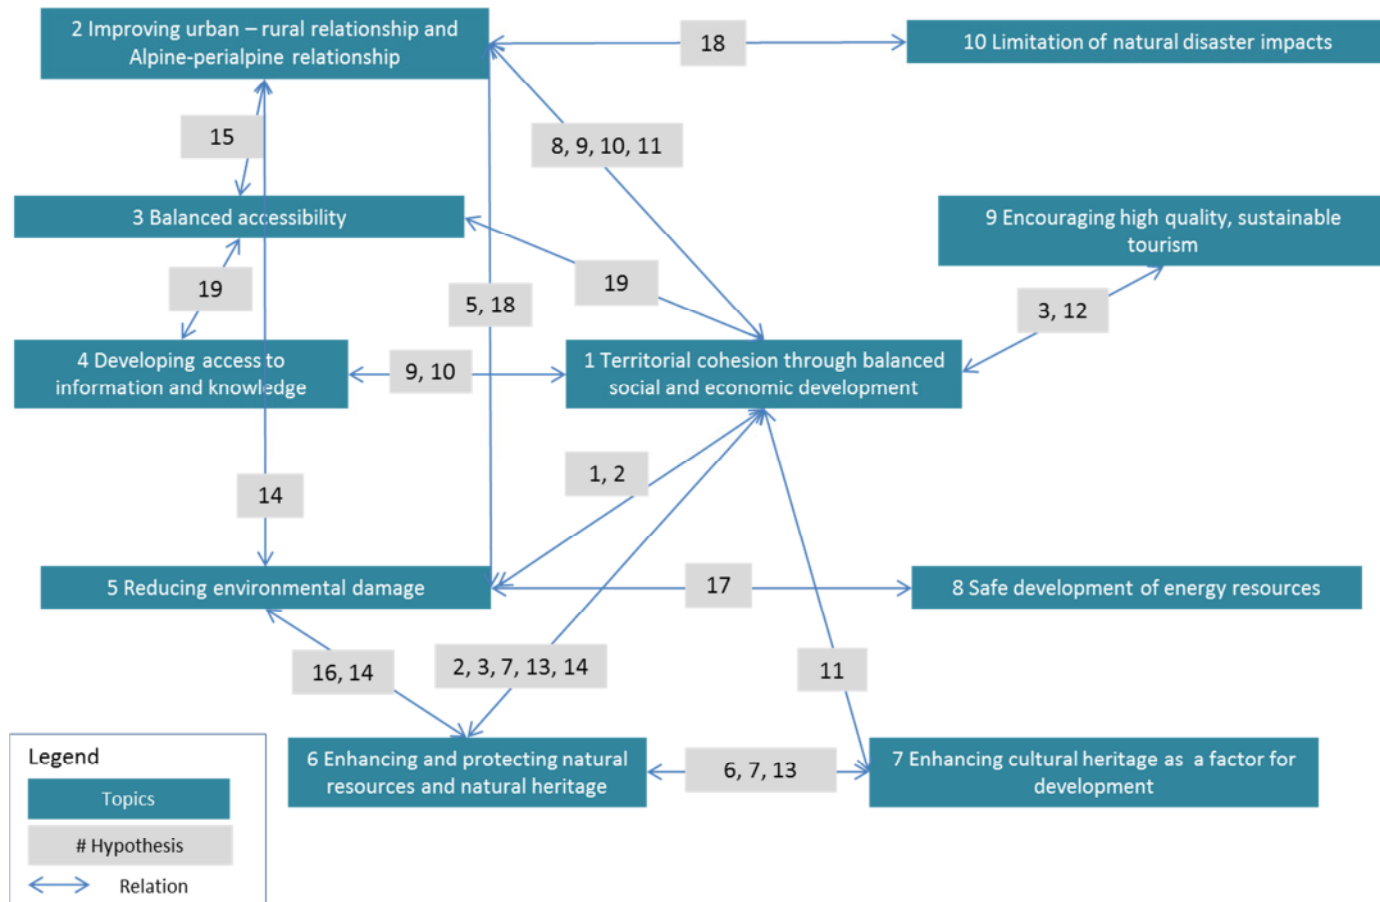 2 Improving urban – rural relationship and
Alpine-perialpine relationship
18
10 Limitation of natural disaster impacts
15
8, 9, 10, 11
3 Balanced accessibility
9 Encouraging high quality, sustainable
tourism
19
19
5, 18
3, 12
4 Developing access to
information and knowledge
9, 10
1 Territorial cohesion through balanced
social and economic development
1, 2
14
5 Reducing environmental damage
17
8 Safe development of energy resources
16, 14
2, 3, 7, 13, 14
11
6 Enhancing and protecting natural
resources and natural heritage
6, 7, 13
7 Enhancing cultural heritage as a factor for
development
Legend
Topics
# Hypothesis
Relation